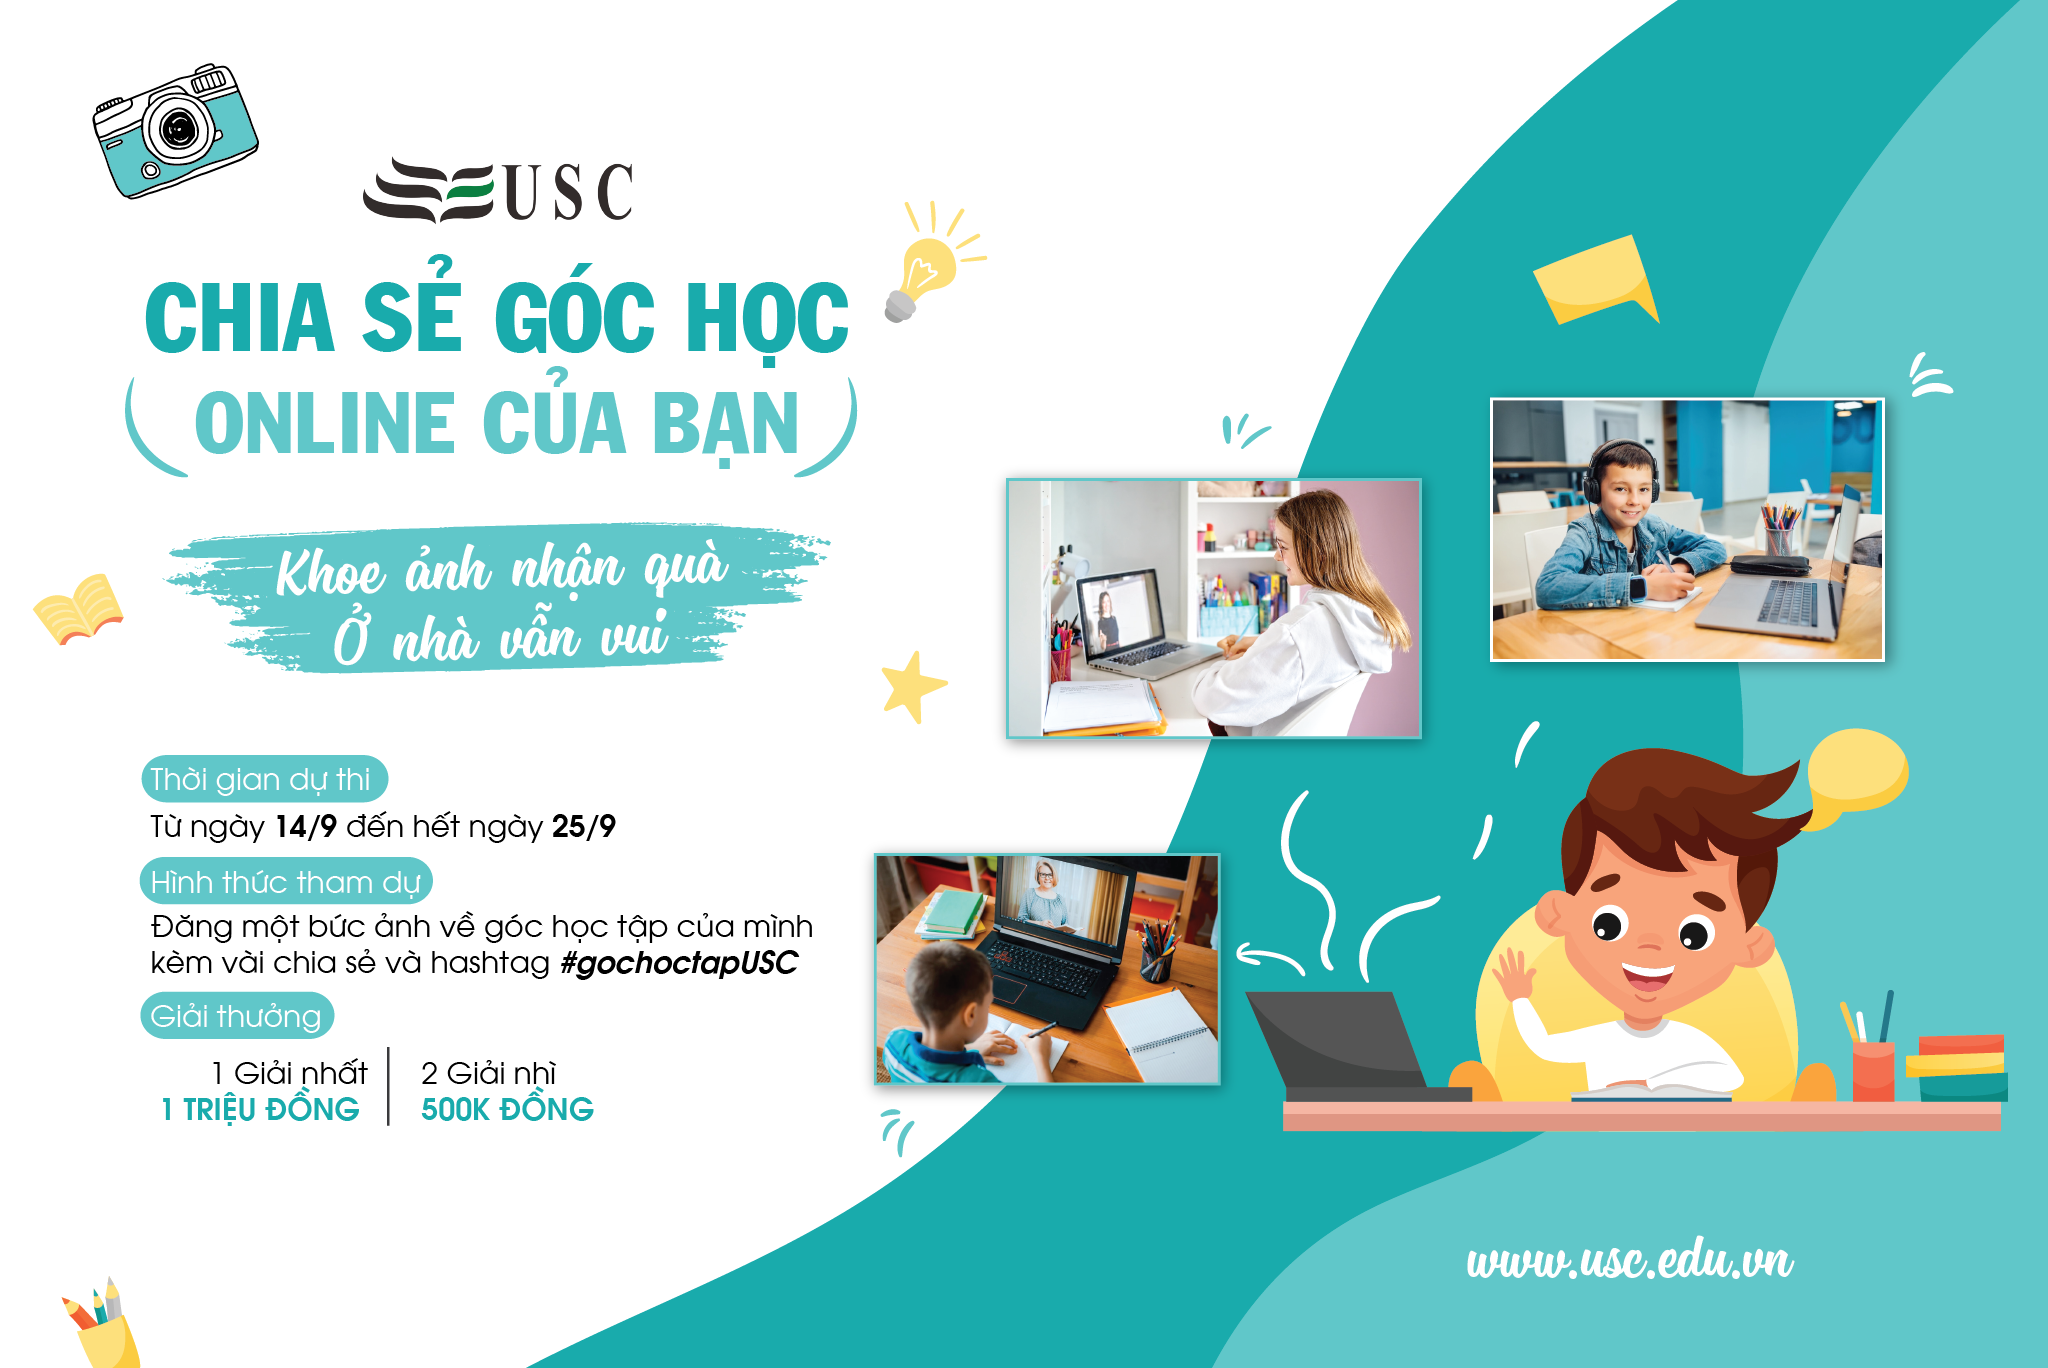 USC
CHIA SẺ GÓC HỌC
ONLINE CỦA BẠN
Khoe ảnh nhận quà
Ở nhà vẫn vui
Thời gian dự thi
Từ ngày 14/9 đến hết ngày 25/9
Hình thức tham dự
Đăng một bức ảnh về góc học tập của mình
kèm vài chia sẻ và hashtag #gochoctapUSC
Giải thưởng
1 Giải nhất
1 TRIỆU ĐỒNG
2 Giải nhì
500K ĐỒNG
www.usc.edu.vn